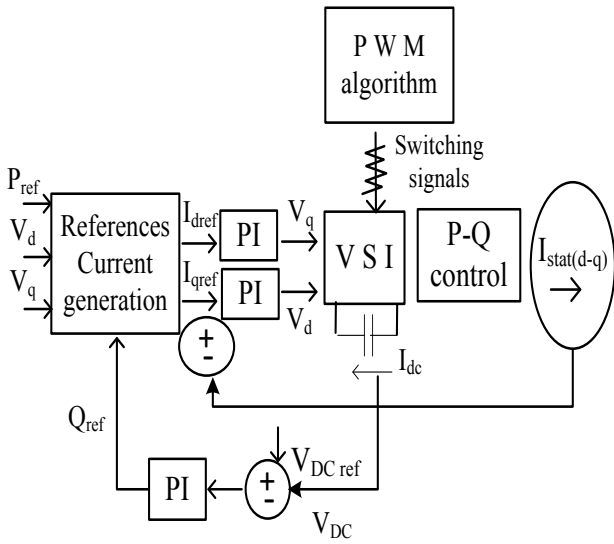 P W M
algorithm
Switching
signals
P_ref
V_d
V_q
References
Current
generation
I_dref
I_qref
PI
PI
V_q
V_d
V S I
P-Q
control
I_stat(d-q)
+
-
I_dc
Q_ref
PI
+
-
V_DC ref
V_DC